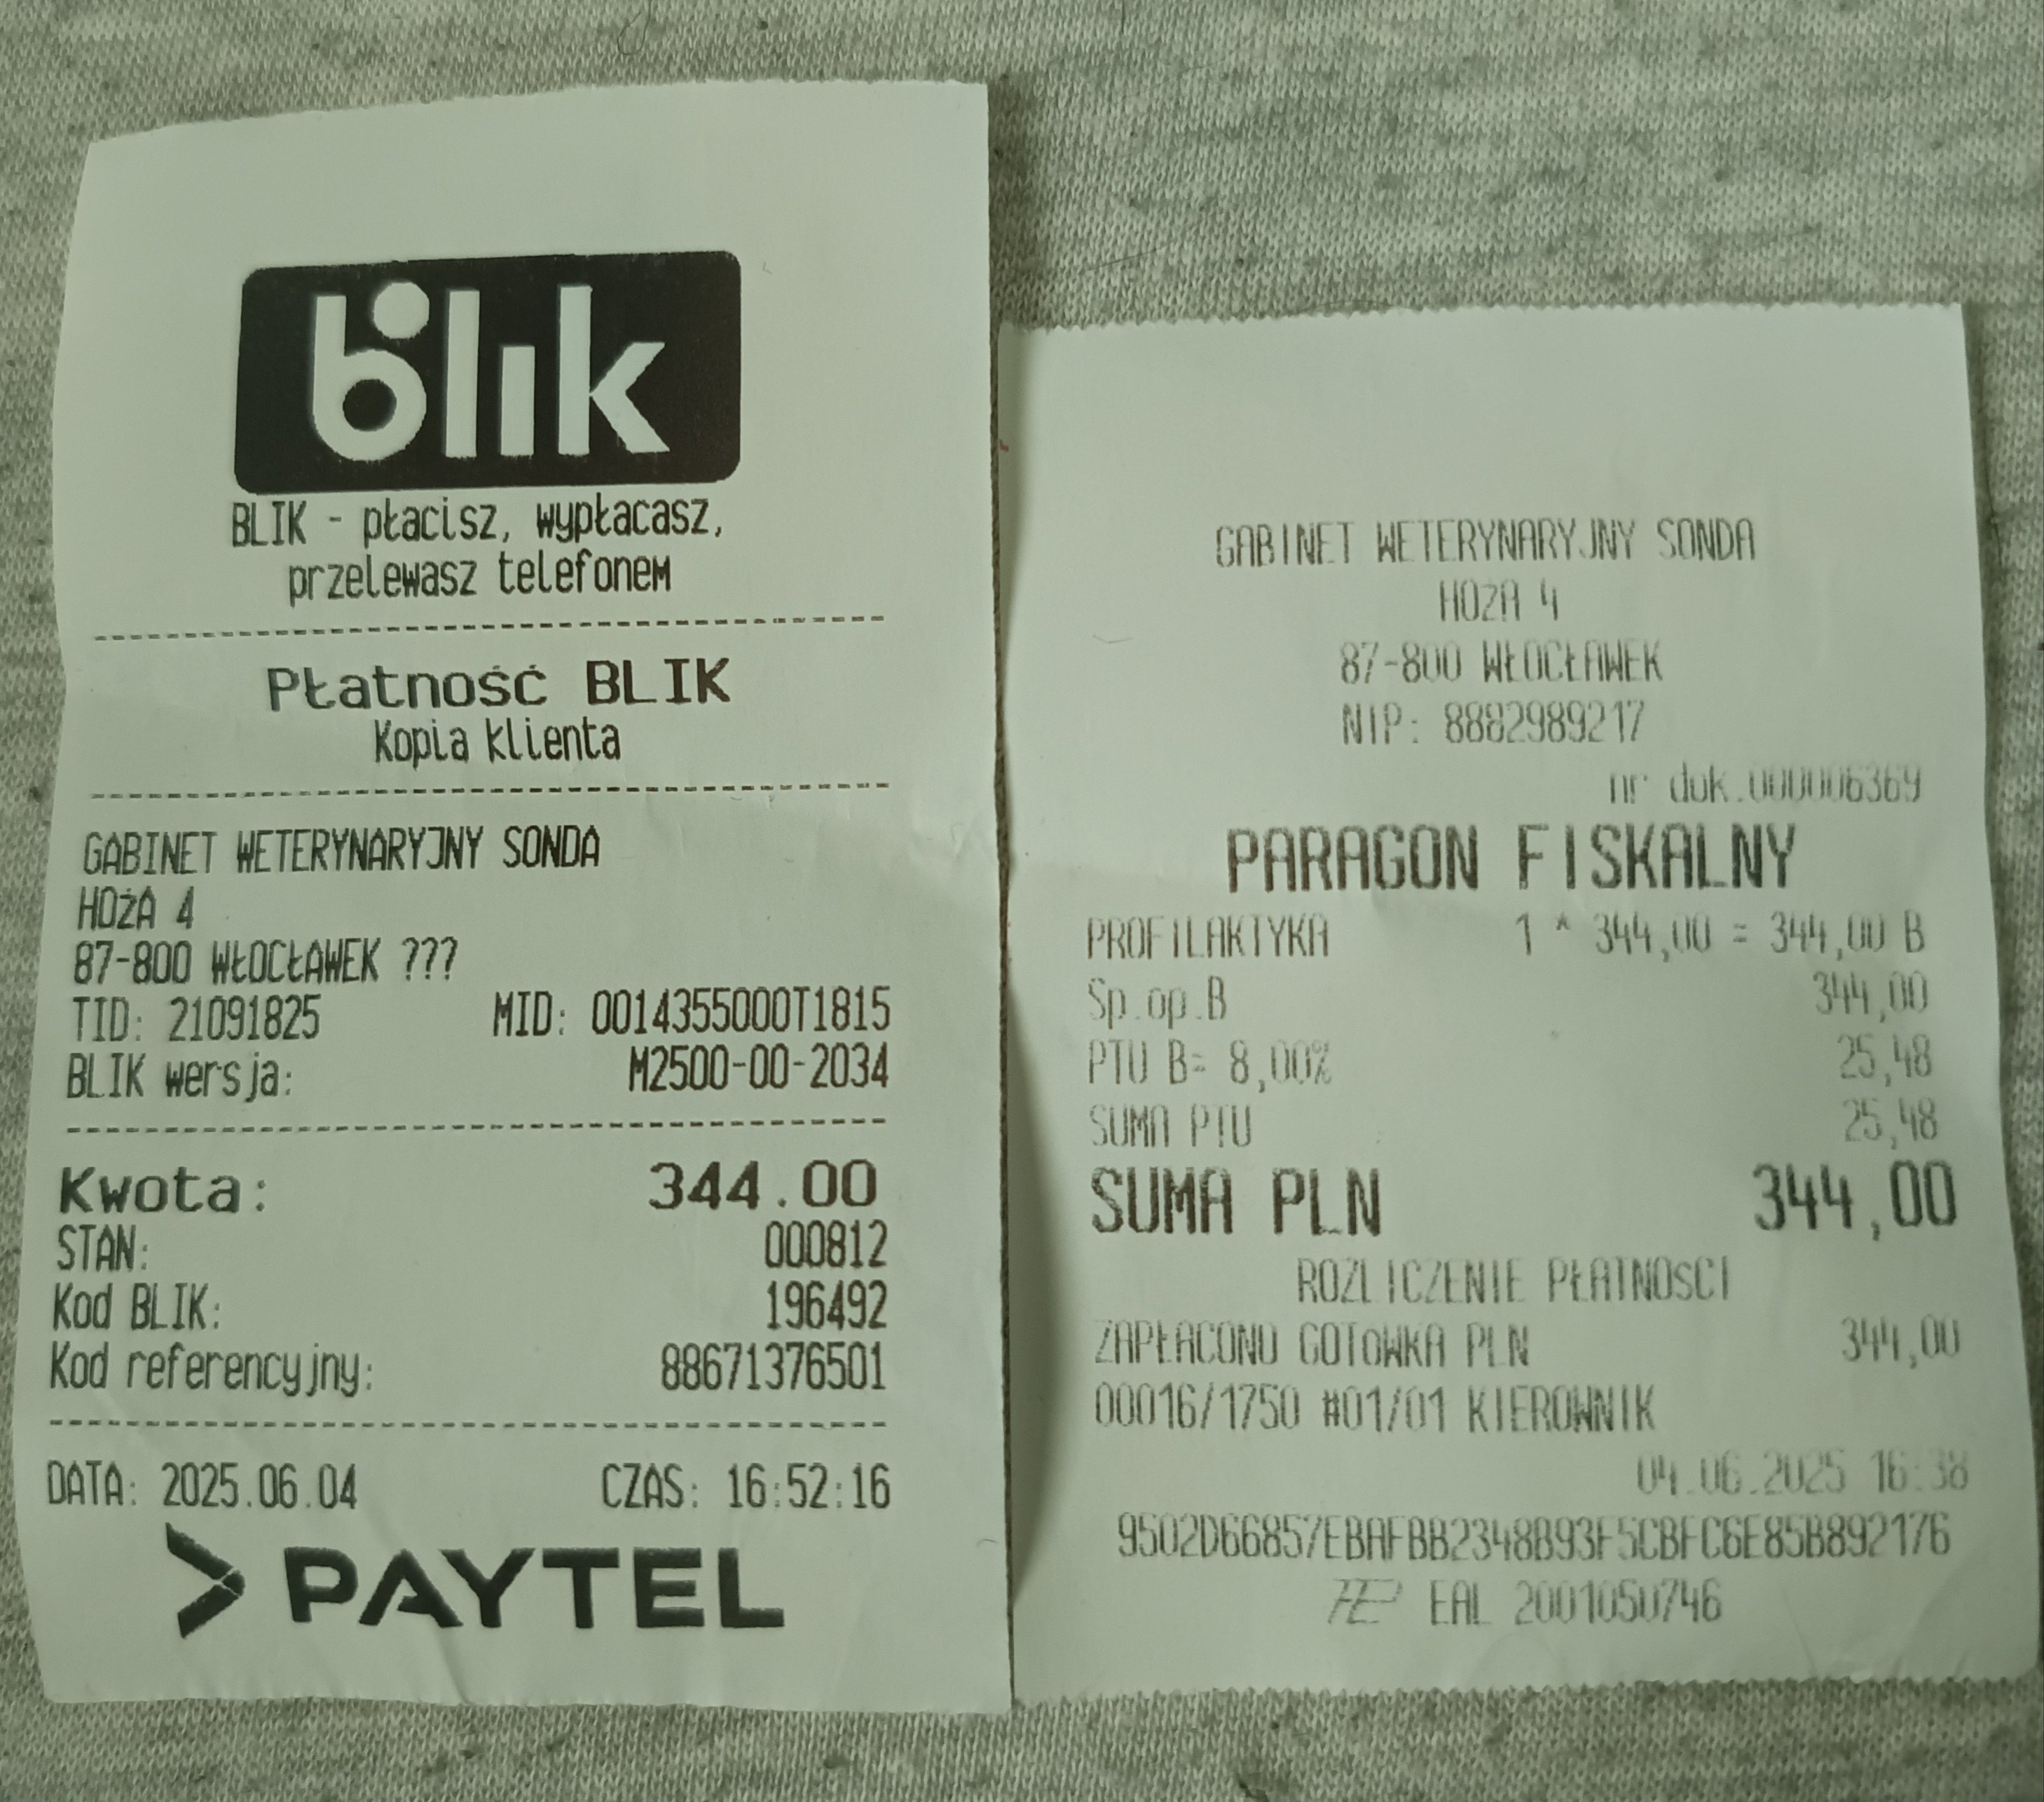 blik
BLIK - płacisz, wypłacasz,
przelewasz telefonem
Płatność BLIK
Kopia klienta
GABINET WETERYNARYJNY SONDA
HOżA 4
87-800 WŁOCŁAWEK ???
TID: 21091825 MID: 0014355000T1815
BLIK wersja: M2500-00-2034
Kwota: 344.00
STAN: 000812
Kod BLIK: 196492
Kod referencyjny: 88671376501
DATA: 2025.06.04 CZAS: 16:52:16
PAYTEL
GABINET WETERYNARYJNY SONDA
HOżA 4
87-800 WŁOCŁAWEK
NIP: 8882989217
nr dok.000006369
PARAGON FISKALNY
PROFILAKTYKA 1 * 344,00 = 344,00 B
Sp.op.B 344,00
PTU B= 8,00% 25,48
SUMA PTU 25,48
SUMA PLN 344,00
ROZLICZENIE PŁATNOśCI
ZAPŁACONO GOTóWKA PLN 344,00
00016/1750 #01/01 KIEROWNIK
04.06.2025 16:38
9502D66857EBAFBB2348B93F5CBFC6E85B892176
EAL 2001050746